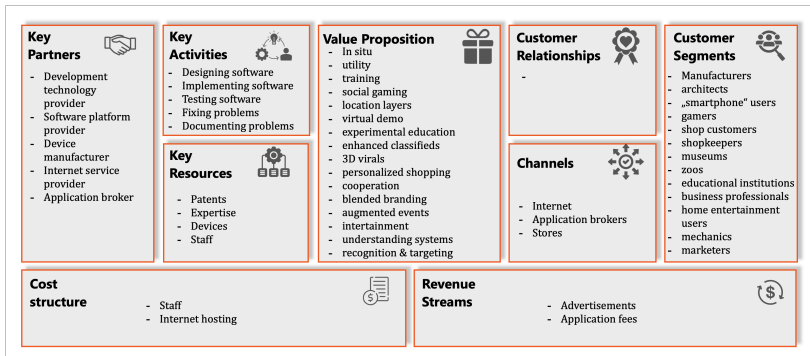 Key
Partners
- Development
technology
provider
- Software platform
provider
- Device
manufacturer
- Internet service
provider
- Application broker
Key
Activities
- Designing software
- Implementing software
- Testing software
- Fixing problems
- Documenting problems
Key
Resources
- Patents
- Expertise
- Devices
- Staff
Value Proposition
- In situ
- utility
- training
- social gaming
- location layers
- virtual demo
- experimental education
- enhanced classifieds
- 3D virals
- personalized shopping
- cooperation
- blended branding
- augmented events
- intertainment
- understanding systems
- recognition & targeting
Customer
Relationships
-
Channels
- Internet
- Application brokers
- Stores
Customer
Segments
- Manufacturers
- architects
- „smartphone“ users
- gamers
- shop customers
- shopkeepers
- museums
- zoos
- educational institutions
- business professionals
- home entertainment
users
- mechanics
- marketers
Cost
structure
- Staff
- Internet hosting
Revenue
Streams
- Advertisements
- Application fees